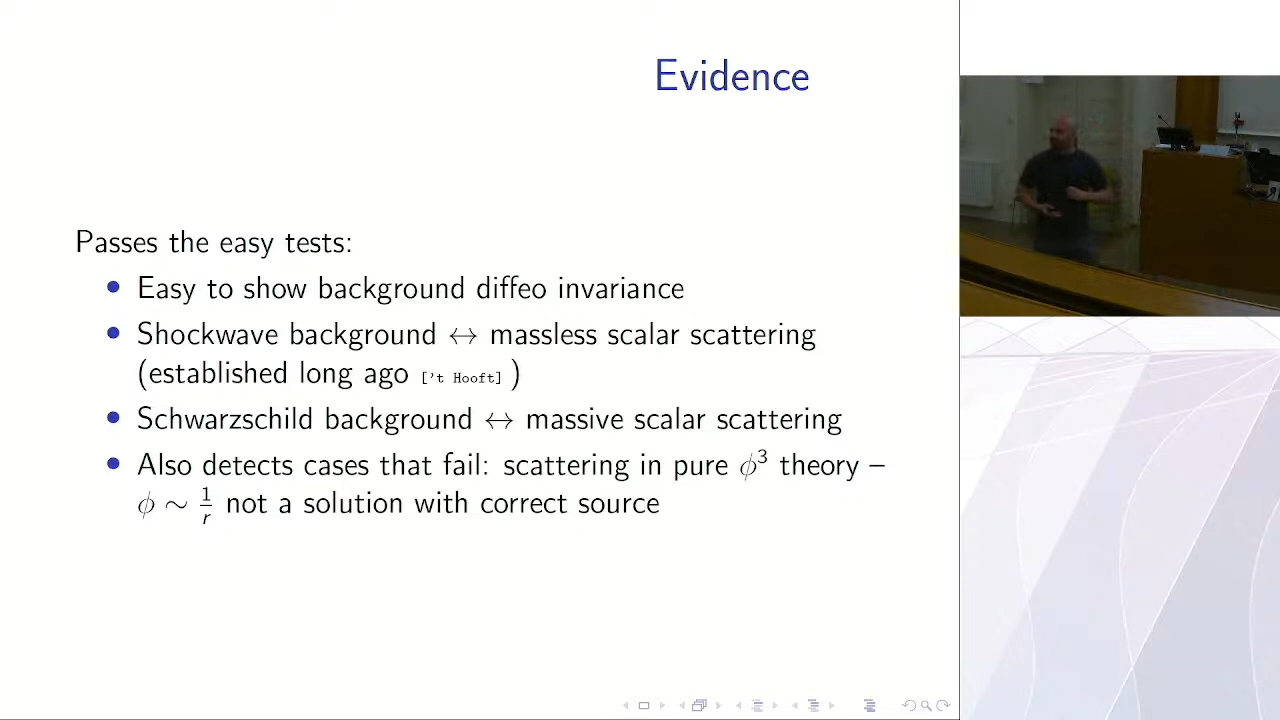 Evidence
Passes the easy tests:
• Easy to show background diffeo invariance
• Shockwave background ↔ massless scalar scattering
(established long ago ['t Hooft] )
• Schwarzschild background ↔ massive scalar scattering
• Also detects cases that fail: scattering in pure ϕ³ theory –
ϕ ∼ 1/r not a solution with correct source